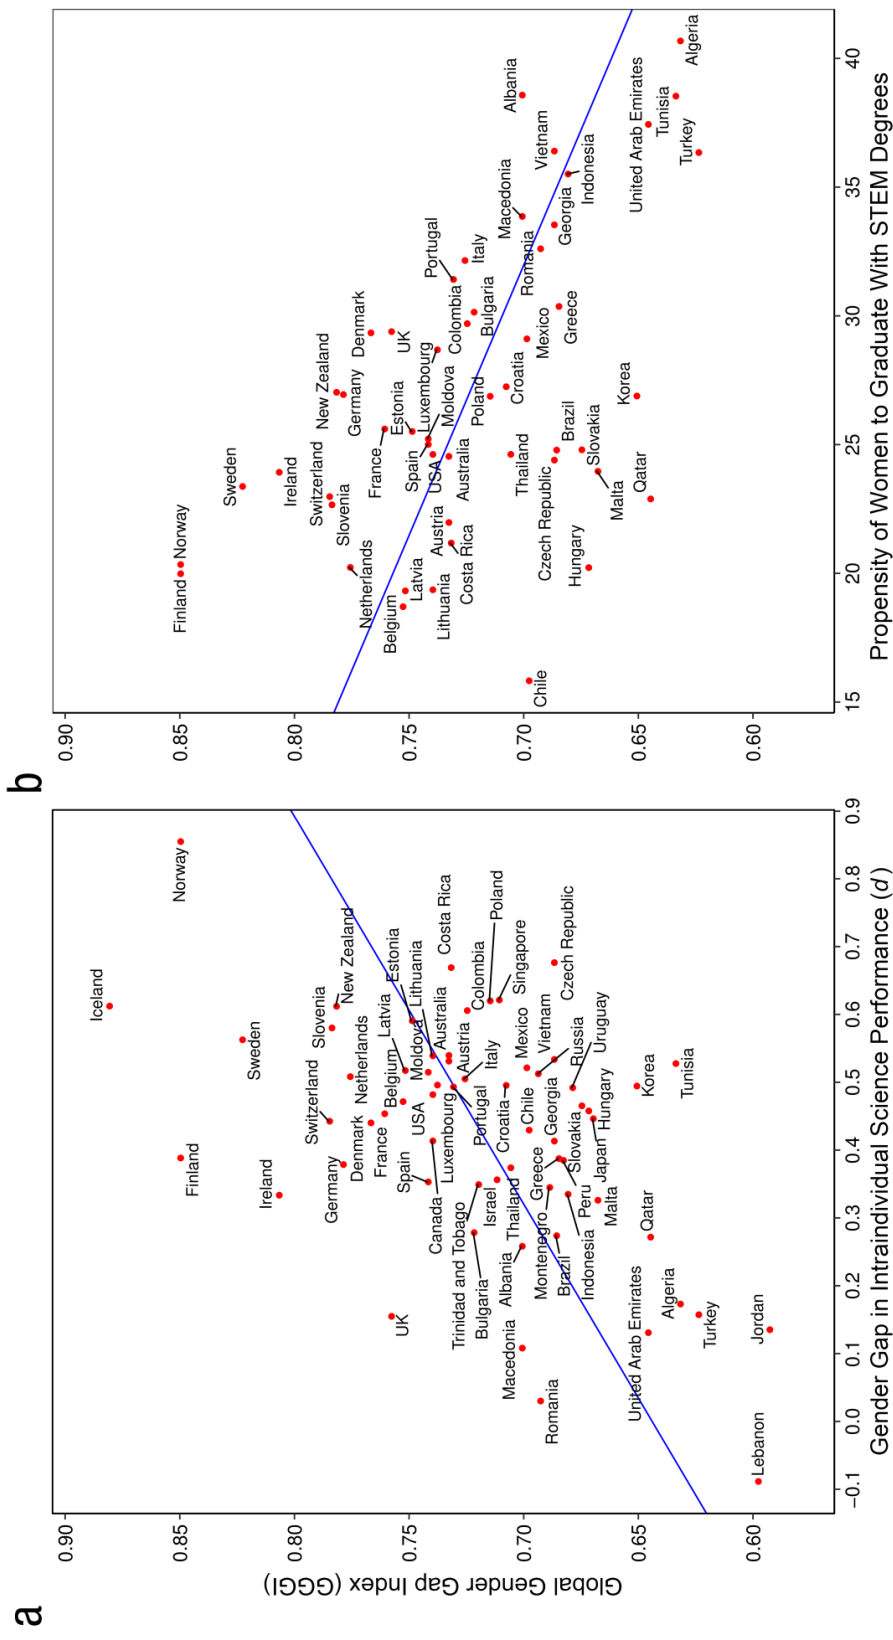 a
Global Gender Gap Index (GGGI)
0.90
0.85
0.80
0.75
0.70
0.65
0.60
Iceland
Norway
Finland
Sweden
Ireland
Switzerland
Slovenia
New Zealand
Germany
Denmark
Netherlands
France
Belgium
Latvia
Estonia
UK
Spain
USA
Moldova
Lithuania
Australia
Costa Rica
Canada
Luxembourg
Portugal
Austria
Italy
Colombia
Poland
Singapore
Trinidad and Tobago
Bulgaria
Israel
Thailand
Croatia
Mexico
Chile
Vietnam
Russia
Czech Republic
Uruguay
Albania
Macedonia
Romania
Montenegro
Greece
Georgia
Brazil
Peru
Indonesia
Slovakia
Japan
Hungary
Malta
Korea
Qatar
Tunisia
United Arab Emirates
Algeria
Turkey
Jordan
Lebanon
−0.1
0.0
0.1
0.2
0.3
0.4
0.5
0.6
0.7
0.8
0.9
Gender Gap in Intraindividual Science Performance (d)
b
0.90
0.85
0.80
0.75
0.70
0.65
0.60
Finland
Norway
Sweden
Ireland
Switzerland
Slovenia
New Zealand
Germany
Denmark
UK
Netherlands
France
Belgium
Latvia
Lithuania
Estonia
Spain
Luxembourg
Moldova
USA
Australia
Austria
Costa Rica
Portugal
Italy
Colombia
Bulgaria
Poland
Croatia
Thailand
Mexico
Macedonia
Albania
Romania
Vietnam
Georgia
Indonesia
Greece
Czech Republic
Brazil
Slovakia
Malta
Hungary
Chile
Korea
Qatar
United Arab Emirates
Tunisia
Algeria
Turkey
15
20
25
30
35
40
Propensity of Women to Graduate With STEM Degrees